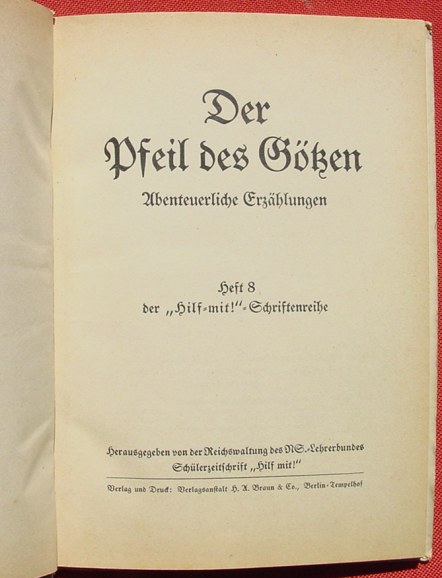 Der
Pfeil des Götzen
Abenteuerliche Erzählungen
Heft 8
der „Hilf-mit!“-Schriftenreihe
Herausgegeben von der Reichswaltung des NS.-Lehrerbundes
Schülerzeitschrift „Hilf mit!“
Verlag und Druck: Verlagsanstalt H. A. Braun & Co., Berlin-Tempelhof